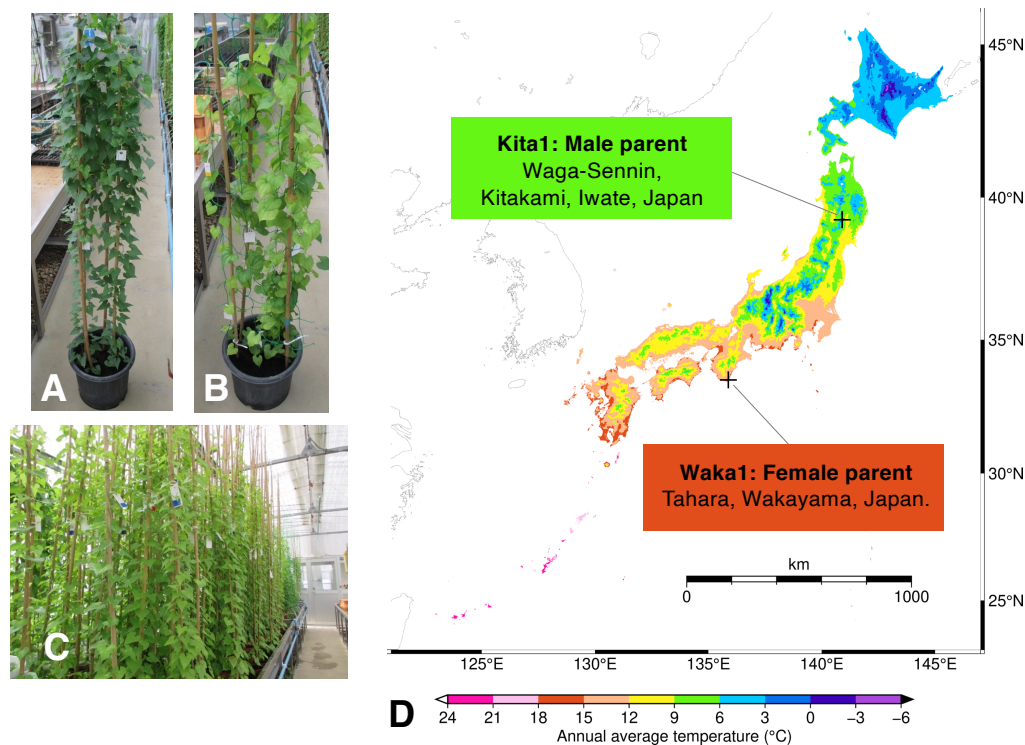 A
B
C
Kita1: Male parent
Waga-Sennin,
Kitakami, Iwate, Japan
Waka1: Female parent
Tahara, Wakayama, Japan.
km
0 1000
45°N
40°N
35°N
30°N
25°N
125°E 130°E 135°E 140°E 145°E
D
24 21 18 15 12 9 6 3 0 −3 −6
Annual average temperature (°C)